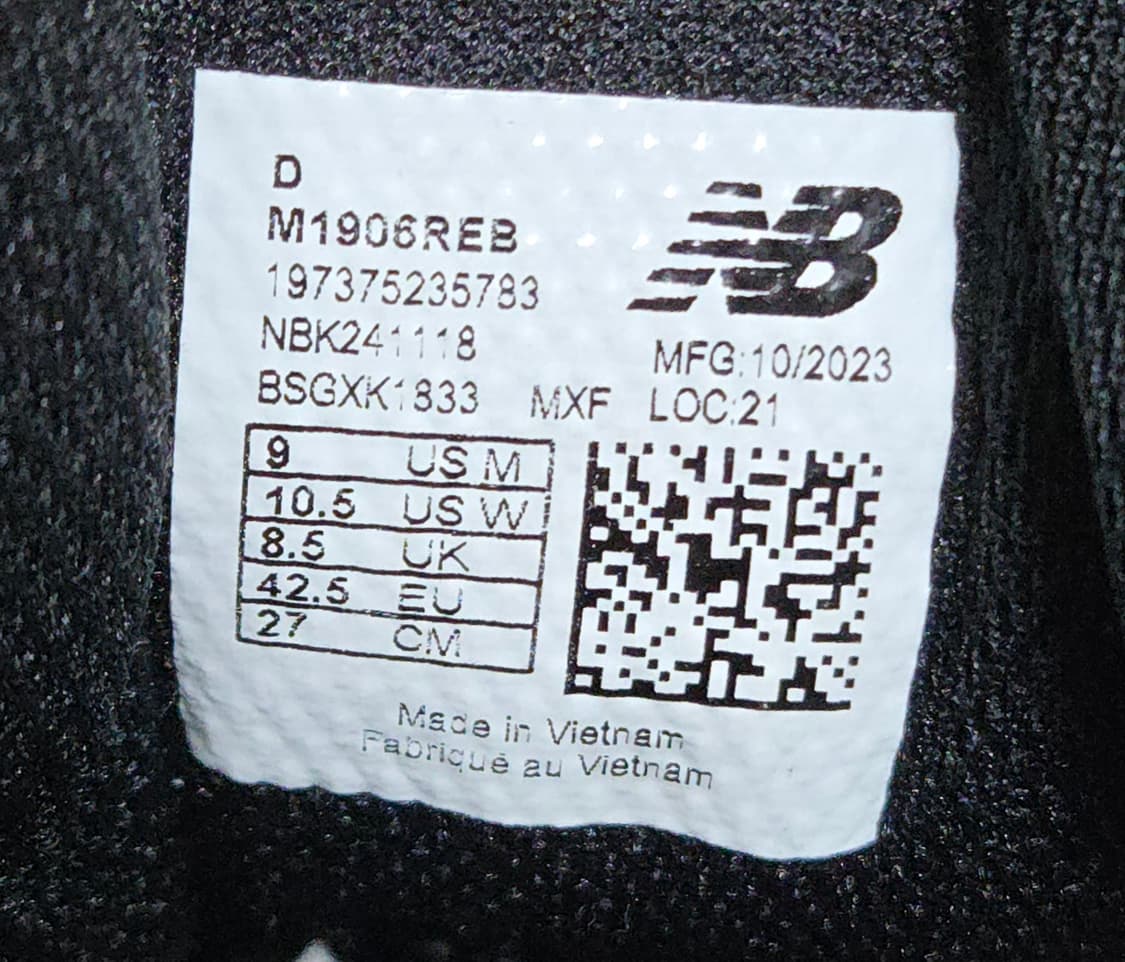 D
M1906REB
197375235783
NBK241118
BSGXK1833 MXF
NB
MFG:10/2023
LOC:21
9 US M
10.5 US W
8.5 UK
42.5 EU
27 CM
Made in Vietnam
Fabriqué au Vietnam